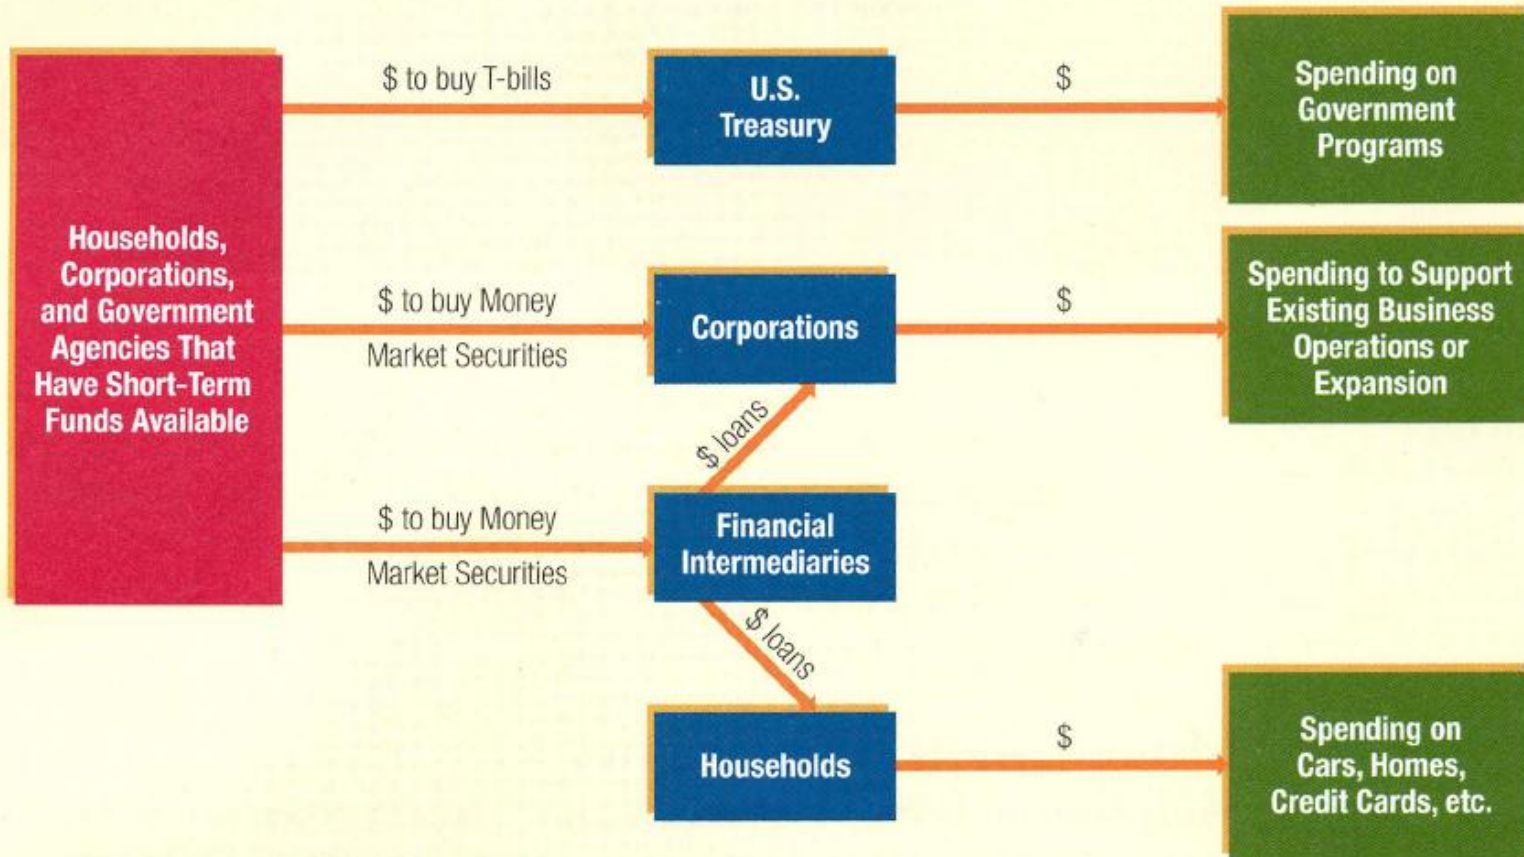 Households,
Corporations,
and Government
Agencies That
Have Short-Term
Funds Available
$ to buy T-bills
U.S.
Treasury
$
Spending on
Government
Programs
$ to buy Money
Market Securities
Corporations
$
Spending to Support
Existing Business
Operations or
Expansion
$ loans
$ to buy Money
Market Securities
Financial
Intermediaries
$ loans
Households
$
Spending on
Cars, Homes,
Credit Cards, etc.